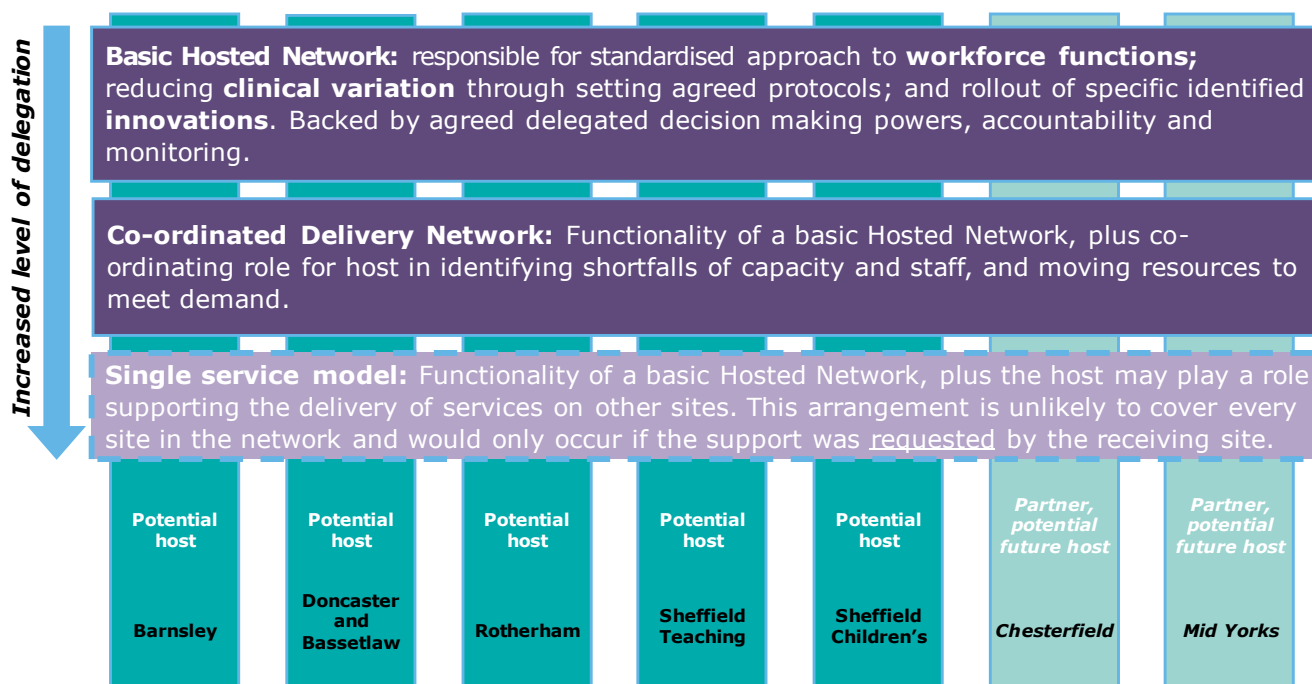 Increased level of delegation
Basic Hosted Network: responsible for standardised approach to workforce functions;
reducing clinical variation through setting agreed protocols; and rollout of specific identified
innovations. Backed by agreed delegated decision making powers, accountability and
monitoring.
Co-ordinated Delivery Network: Functionality of a basic Hosted Network, plus co-
ordinating role for host in identifying shortfalls of capacity and staff, and moving resources to
meet demand.
Single service model: Functionality of a basic Hosted Network, plus the host may play a role
supporting the delivery of services on other sites. This arrangement is unlikely to cover every
site in the network and would only occur if the support was requested by the receiving site.
Potential
host
Barnsley
Potential
host
Doncaster
and
Bassetlaw
Potential
host
Rotherham
Potential
host
Sheffield
Teaching
Potential
host
Sheffield
Children’s
Partner,
potential
future host
Chesterfield
Partner,
potential
future host
Mid Yorks